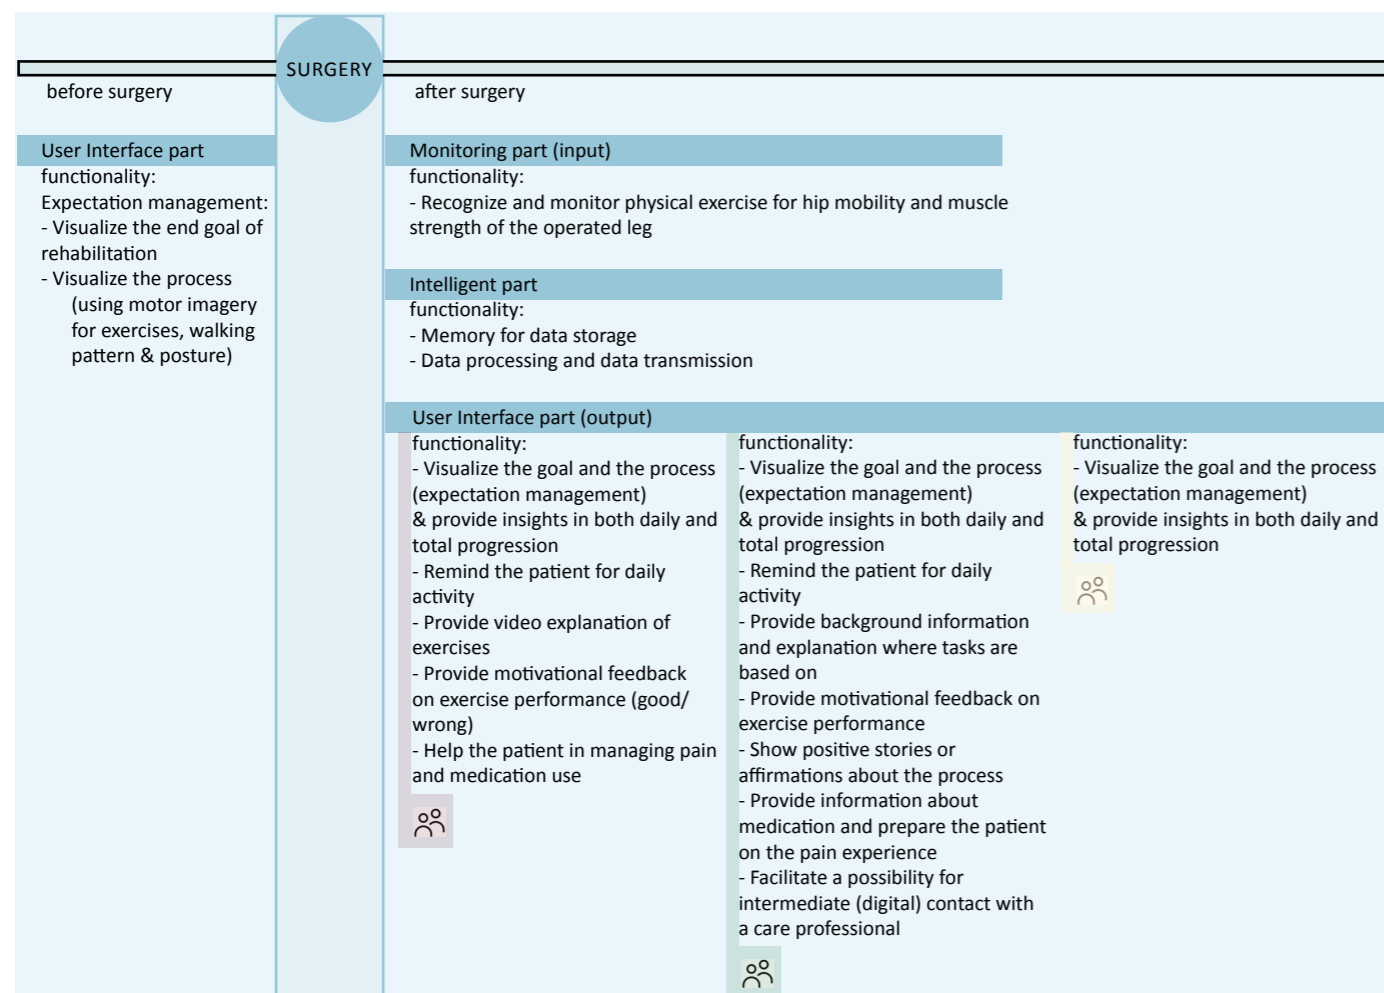 SURGERY
before surgery
after surgery
User Interface part
functionality:
Expectation management:
- Visualize the end goal of
rehabilitation
- Visualize the process
(using motor imagery
for exercises, walking
pattern & posture)
Monitoring part (input)
functionality:
- Recognize and monitor physical exercise for hip mobility and muscle
strength of the operated leg
Intelligent part
functionality:
- Memory for data storage
- Data processing and data transmission
User Interface part (output)
functionality:
- Visualize the goal and the process
(expectation management)
& provide insights in both daily and
total progression
- Remind the patient for daily
activity
- Provide video explanation of
exercises
- Provide motivational feedback
on exercise performance (good/
wrong)
- Help the patient in managing pain
and medication use
functionality:
- Visualize the goal and the process
(expectation management)
& provide insights in both daily and
total progression
- Remind the patient for daily
activity
- Provide background information
and explanation where tasks are
based on
- Provide motivational feedback on
exercise performance
- Show positive stories or
affirmations about the process
- Provide information about
medication and prepare the patient
on the pain experience
- Facilitate a possibility for
intermediate (digital) contact with
a care professional
functionality:
- Visualize the goal and the process
(expectation management)
& provide insights in both daily and
total progression